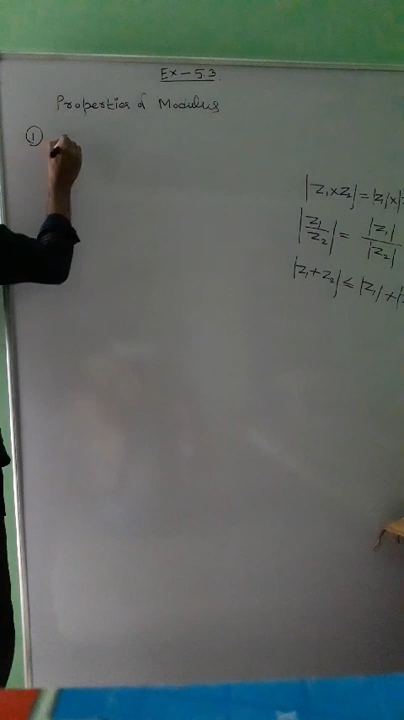 Ex - 5.3
Properties of Modulus
①
|z₁×z₂| = |z₁|×|
|z₁/z₂| = |z₁|/|z₂|
|z₁+z₂| ≤ |z₁|+|